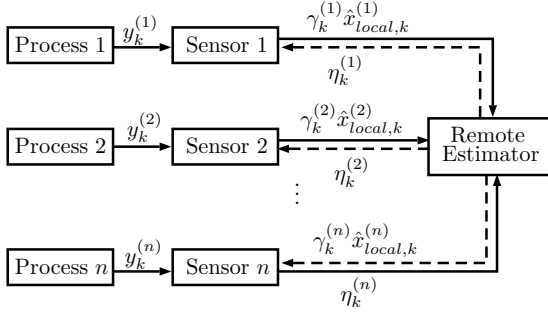 Process 1
y_k^{(1)}
Sensor 1
γ_k^{(1)} x̂_{local,k}^{(1)}
η_k^{(1)}
Process 2
y_k^{(2)}
Sensor 2
γ_k^{(2)} x̂_{local,k}^{(2)}
η_k^{(2)}
Remote
Estimator
⋮
Process n
y_k^{(n)}
Sensor n
γ_k^{(n)} x̂_{local,k}^{(n)}
η_k^{(n)}